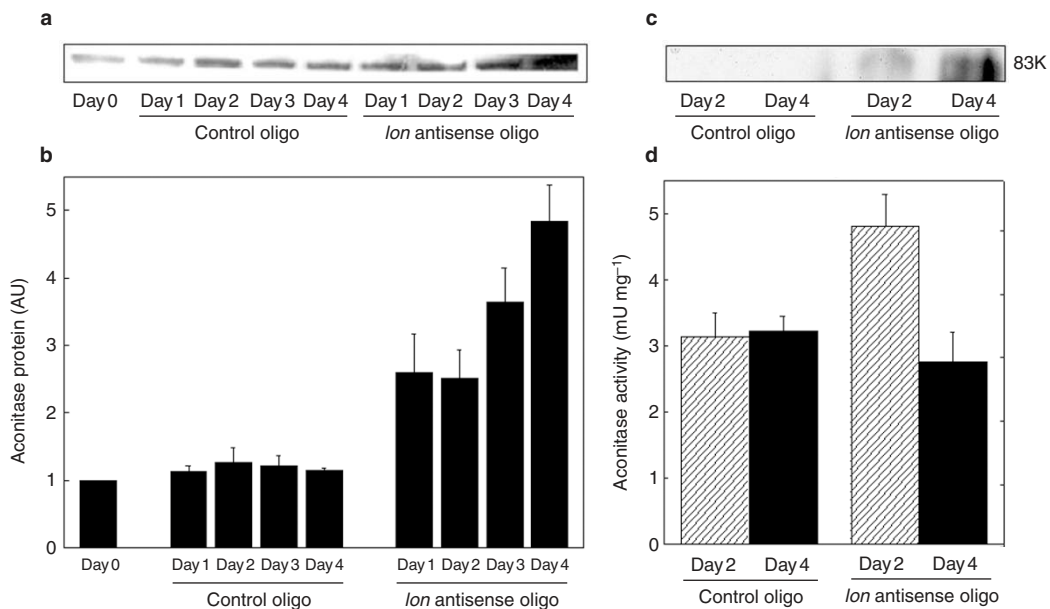 a
Day 0 Day 1 Day 2 Day 3 Day 4 Day 1 Day 2 Day 3 Day 4
Control oligo lon antisense oligo
b
Aconitase protein (AU)
5
4
3
2
1
0
Day 0 Day 1 Day 2 Day 3 Day 4 Day 1 Day 2 Day 3 Day 4
Control oligo lon antisense oligo
c
83K
Day 2 Day 4 Day 2 Day 4
Control oligo lon antisense oligo
d
Aconitase activity (mU mg–1)
5
4
3
2
1
0
Day 2 Day 4 Day 2 Day 4
Control oligo lon antisense oligo